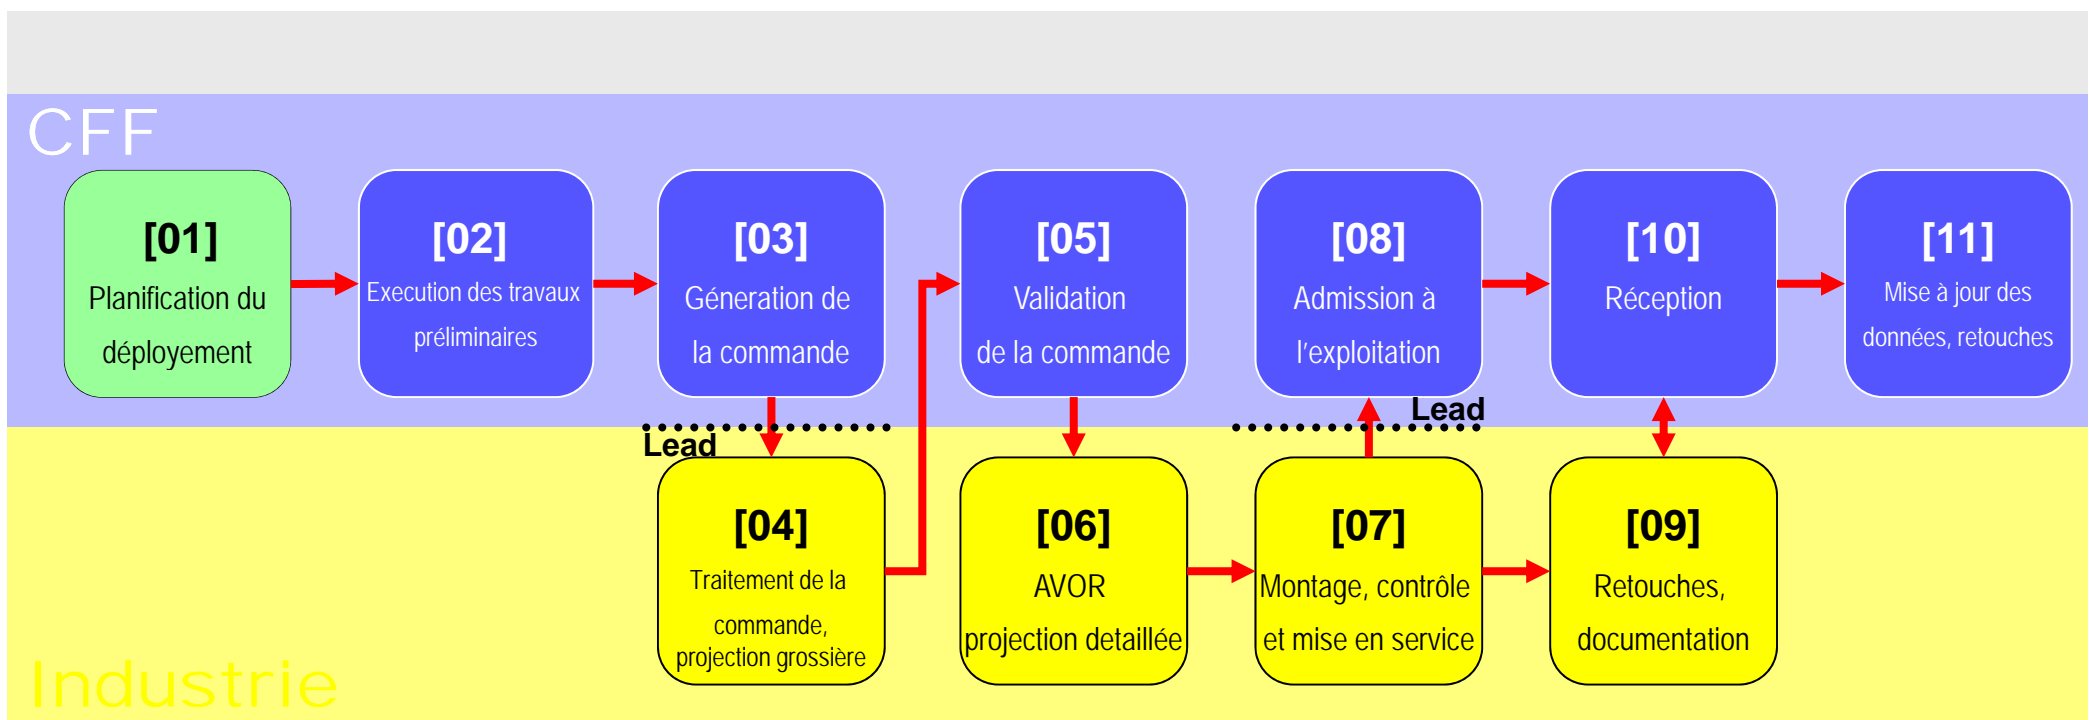 CFF
[01]
Planification du
déployement
[02]
Execution des travaux
préliminaires
[03]
Géneration de
la commande
[05]
Validation
de la commande
[08]
Admission à
l'exploitation
[10]
Réception
[11]
Mise à jour des
données, retouches
Lead
Lead
[04]
Traitement de la
commande,
projection grossière
[06]
AVOR
projection detaillée
[07]
Montage, contrôle
et mise en service
[09]
Retouches,
documentation
Industrie